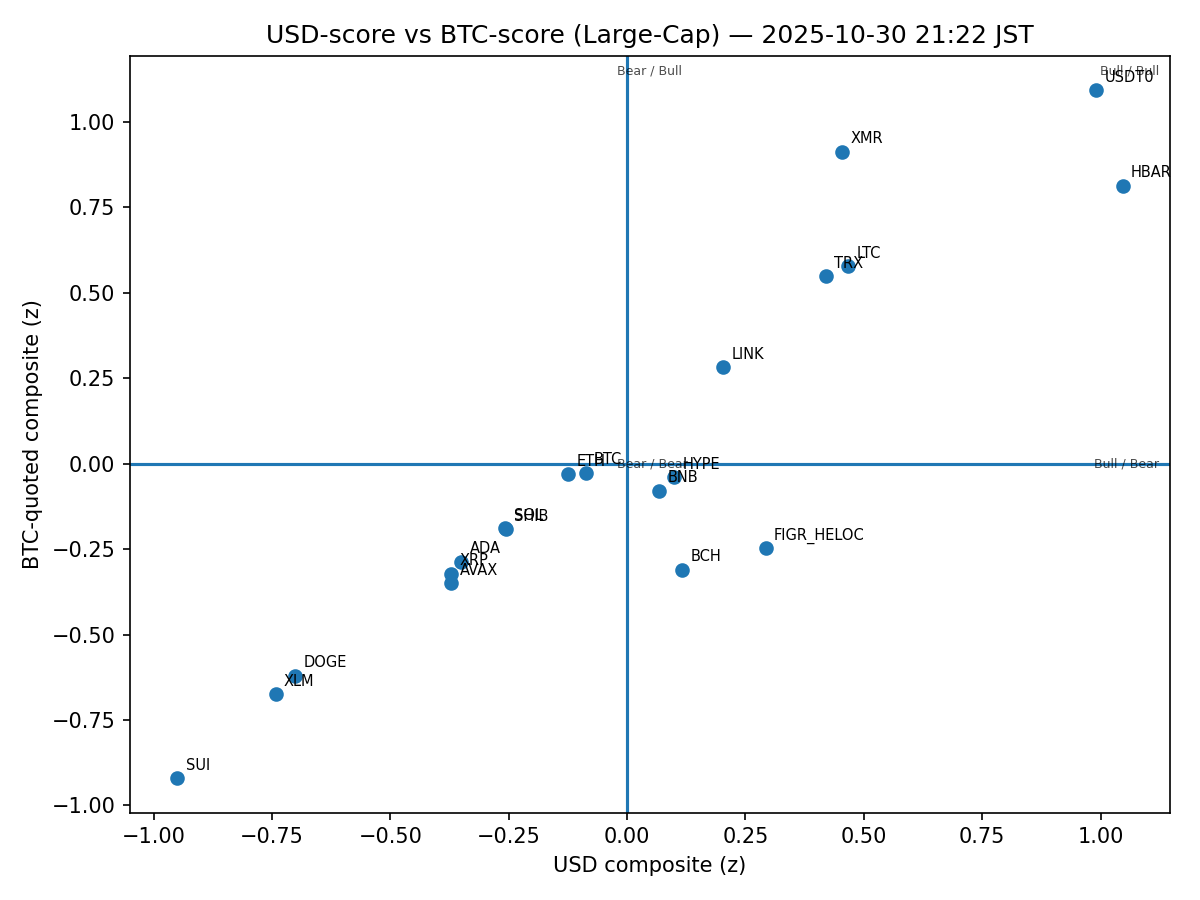 USD-score vs BTC-score (Large-Cap) — 2025-10-30 21:22 JST
Bear / Bull
Bull / Bull
USDT0
XMR
HBAR
LTC
TRX
LINK
ETH
BTC
Bear / Bear
HYPE
Bull / Bear
BNB
SOL
SHIB
FIGR_HELOC
ADA
BCH
XRP
AVAX
DOGE
XLM
SUI
1.00
0.75
0.50
0.25
0.00
−0.25
−0.50
−0.75
−1.00
BTC-quoted composite (z)
−1.00 −0.75 −0.50 −0.25 0.00 0.25 0.50 0.75 1.00
USD composite (z)